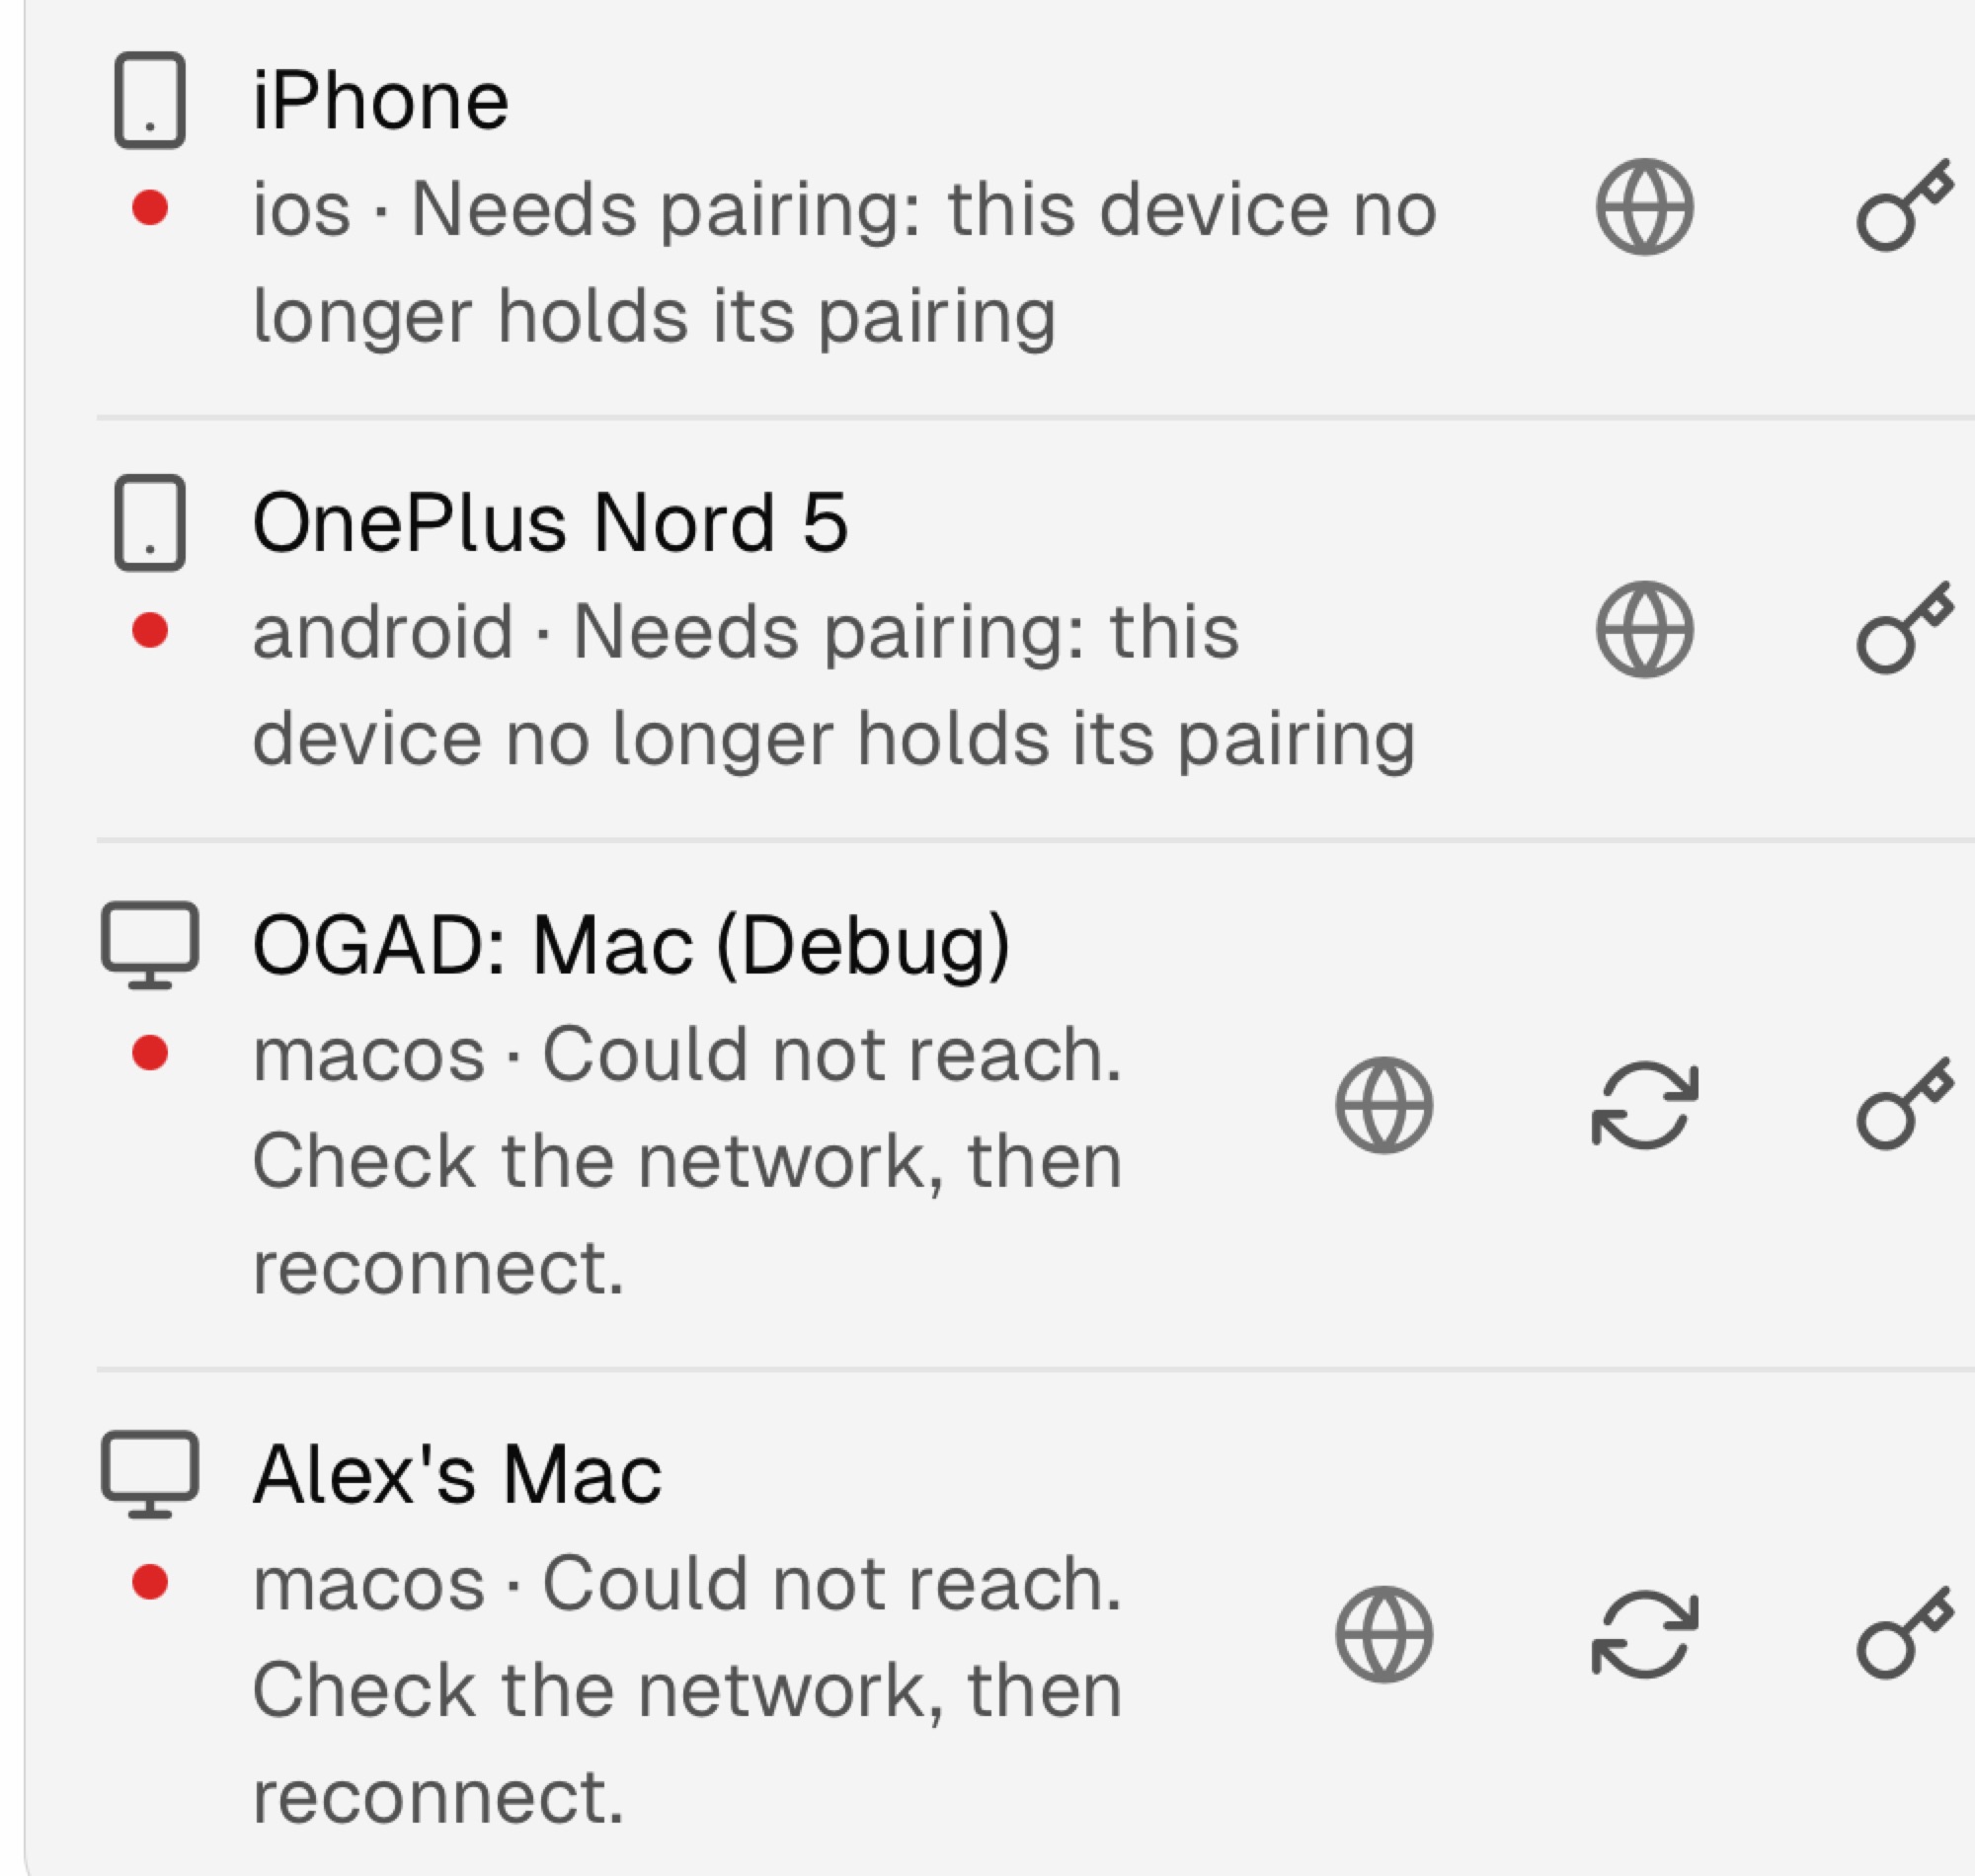 iPhone
ios · Needs pairing: this device no
longer holds its pairing
OnePlus Nord 5
android · Needs pairing: this
device no longer holds its pairing
OGAD: Mac (Debug)
macos · Could not reach.
Check the network, then
reconnect.
Alex's Mac
macos · Could not reach.
Check the network, then
reconnect.